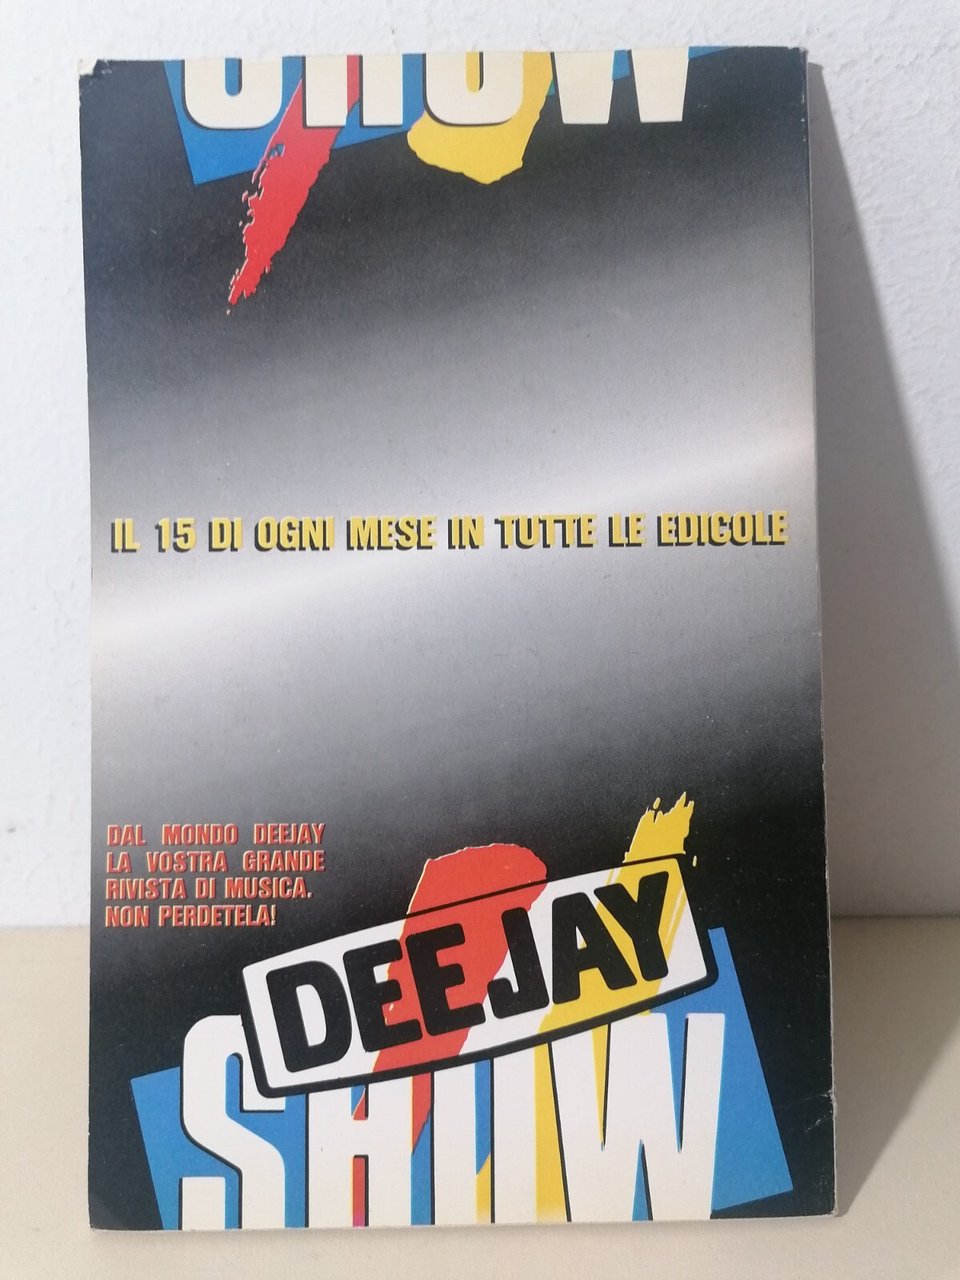 SHOW
IL 15 DI OGNI MESE IN TUTTE LE EDICOLE
DAL MONDO DEEJAY
LA VOSTRA GRANDE
RIVISTA DI MUSICA.
NON PERDETELA!
DEEJAY
SHOW